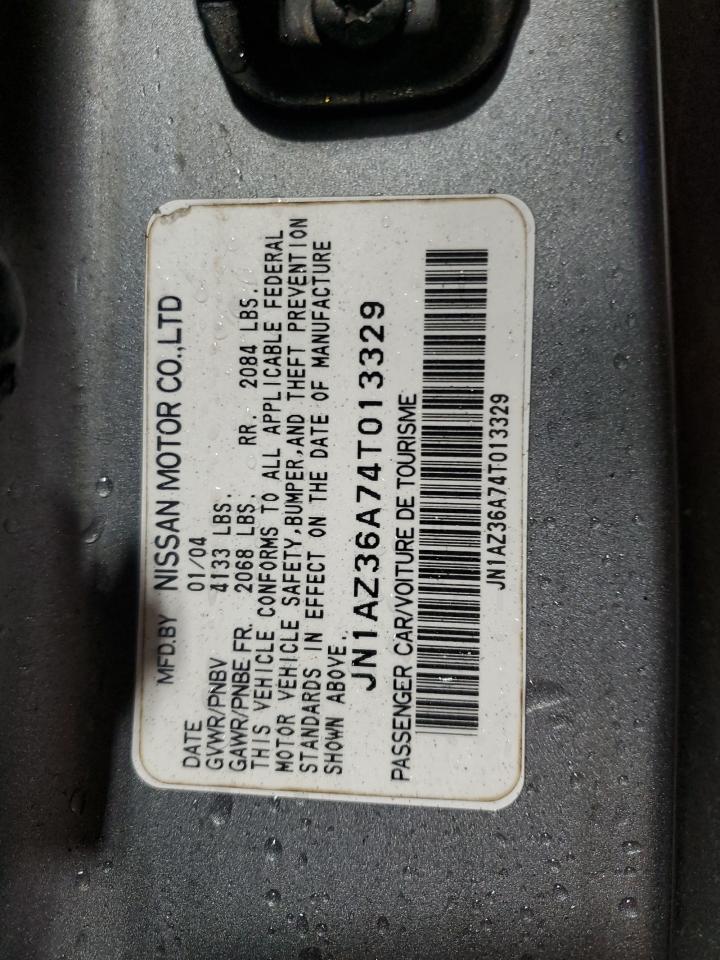 MFD.BY NISSAN MOTOR CO.,LTD
DATE 01/04
GVWR/PNBV 4133 LBS.
GAWR/PNBE FR. 2068 LBS. RR. 2084 LBS.
THIS VEHICLE CONFORMS TO ALL APPLICABLE FEDERAL
MOTOR VEHICLE SAFETY,BUMPER,AND THEFT PREVENTION
STANDARDS IN EFFECT ON THE DATE OF MANUFACTURE
SHOWN ABOVE.
JN1AZ36A74T013329
PASSENGER CAR/VOITURE DE TOURISME
JN1AZ36A74T013329